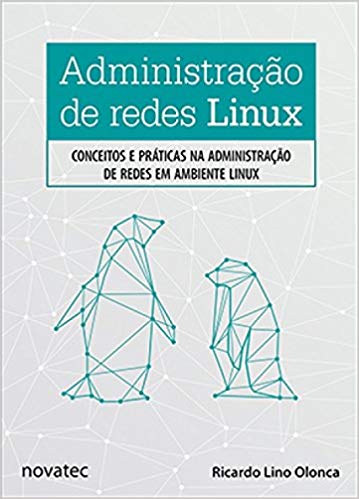 Administração
de redes Linux
CONCEITOS E PRÁTICAS NA ADMINISTRAÇÃO
DE REDES EM AMBIENTE LINUX
novatec
Ricardo Lino Olonca